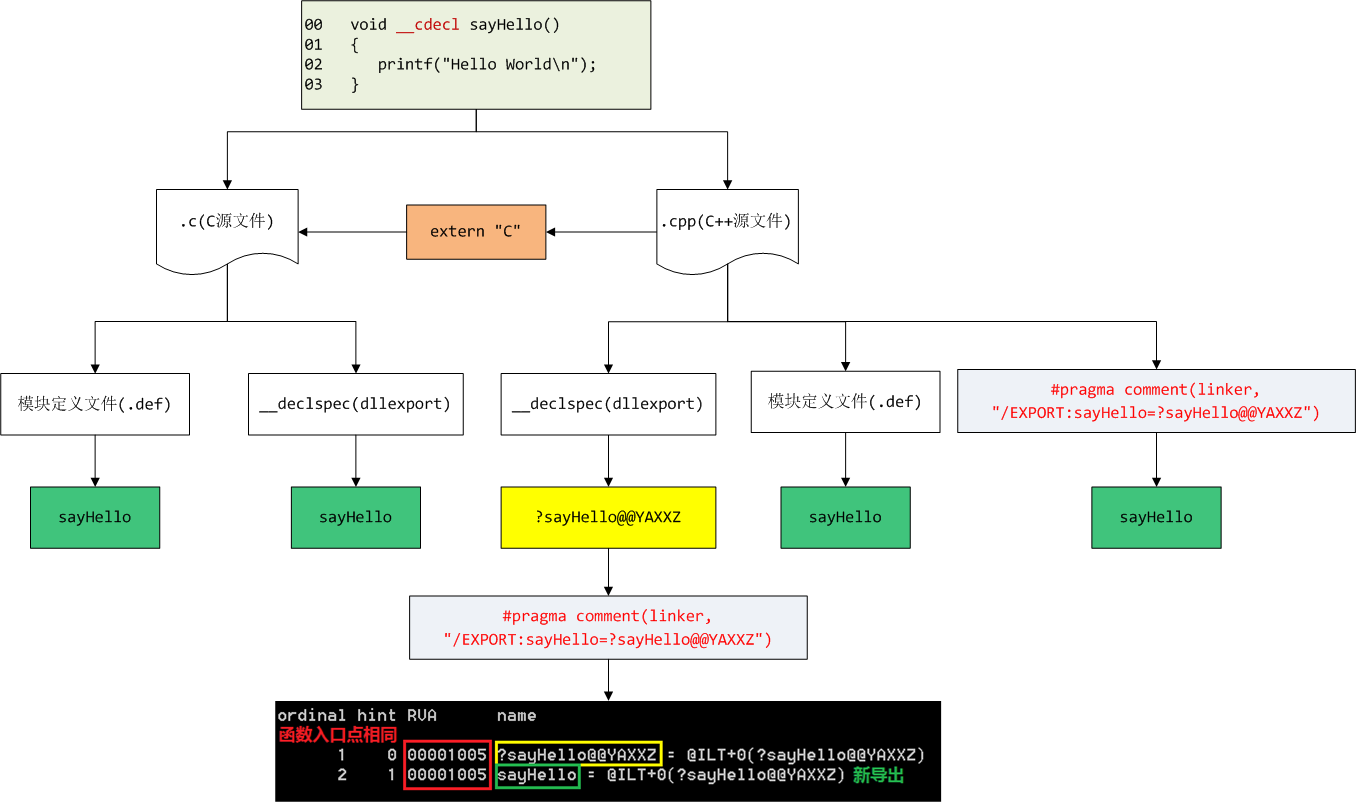 00 void __cdecl sayHello()
01 {
02 printf("Hello World\n");
03 }
.c(C源文件)
extern "C"
.cpp(C++源文件)
模块定义文件(.def)
__declspec(dllexport)
__declspec(dllexport)
模块定义文件(.def)
#pragma comment(linker,
"/EXPORT:sayHello=?sayHello@@YAXXZ")
sayHello
sayHello
?sayHello@@YAXXZ
sayHello
sayHello
#pragma comment(linker,
"/EXPORT:sayHello=?sayHello@@YAXXZ")
ordinal hint RVA name
函数入口点相同
1 0 00001005 ?sayHello@@YAXXZ = @ILT+0(?sayHello@@YAXXZ)
2 1 00001005 sayHello = @ILT+0(?sayHello@@YAXXZ) 新导出